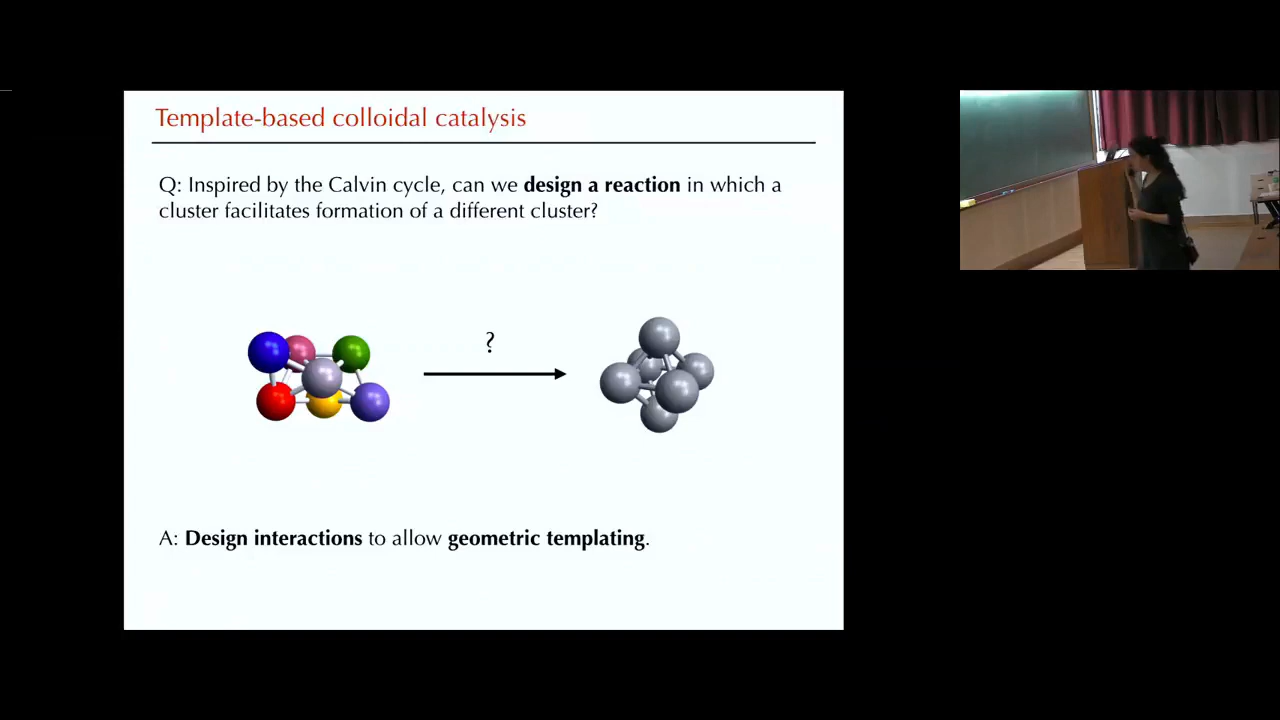 Template-based colloidal catalysis
Q: Inspired by the Calvin cycle, can we design a reaction in which a
cluster facilitates formation of a different cluster?
?
A: Design interactions to allow geometric templating.